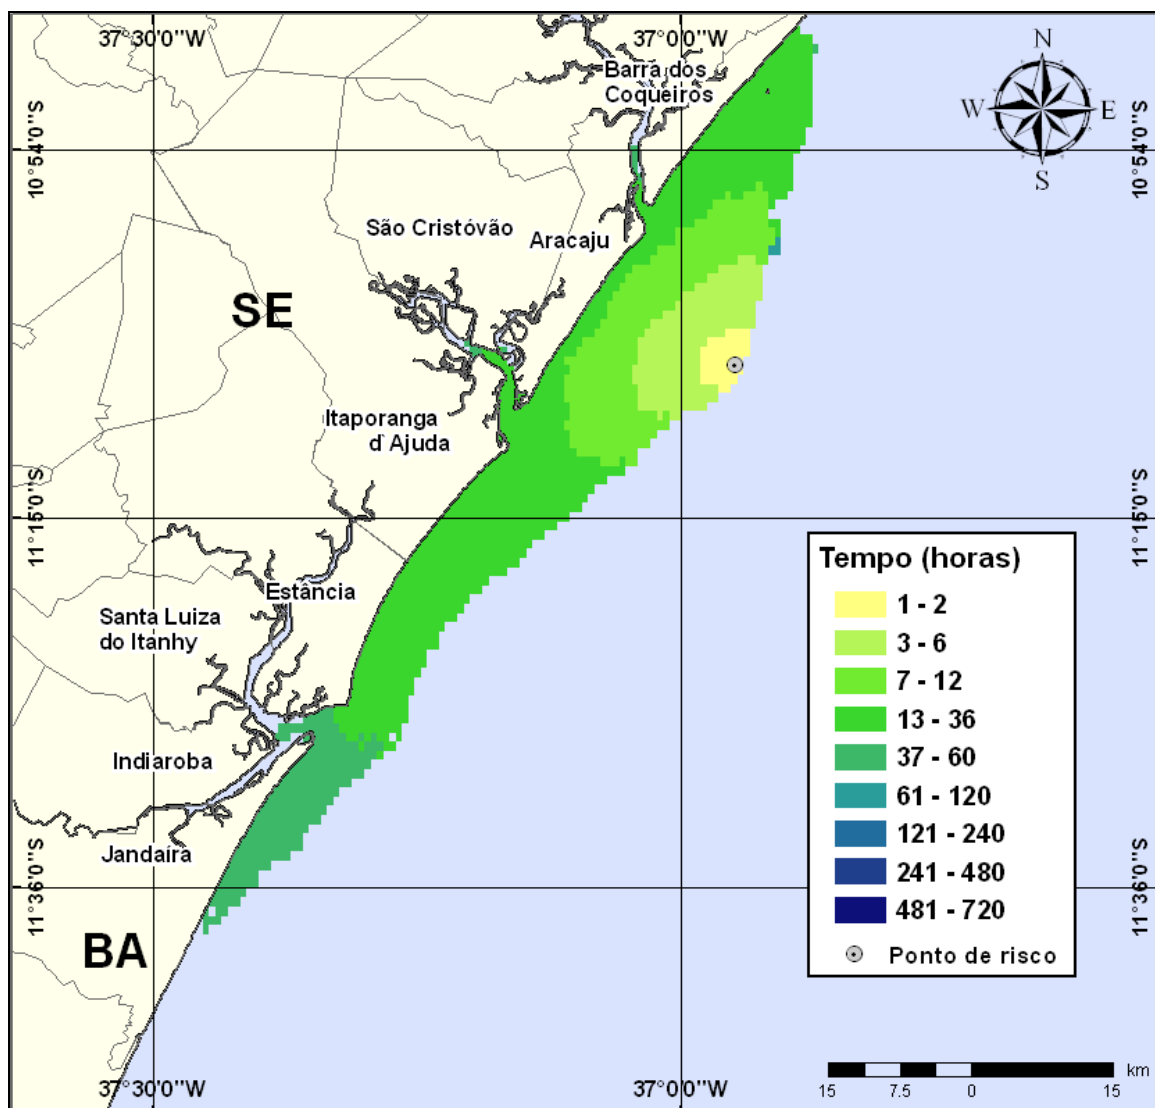 37°30'0"W
37°0'0"W
N
W
E
S
Barra dos
Coqueiros
10°54'0"S
10°54'0"S
São Cristóvão
Aracaju
SE
Itaporanga
d`Ajuda
11°15'0"S
11°15'0"S
Estância
Santa Luiza
do Itanhy
Indiaroba
Jandaíra
11°36'0"S
11°36'0"S
BA
Tempo (horas)
1 - 2
3 - 6
7 - 12
13 - 36
37 - 60
61 - 120
121 - 240
241 - 480
481 - 720
Ponto de risco
37°30'0"W
37°0'0"W
km
15 7.5 0 15